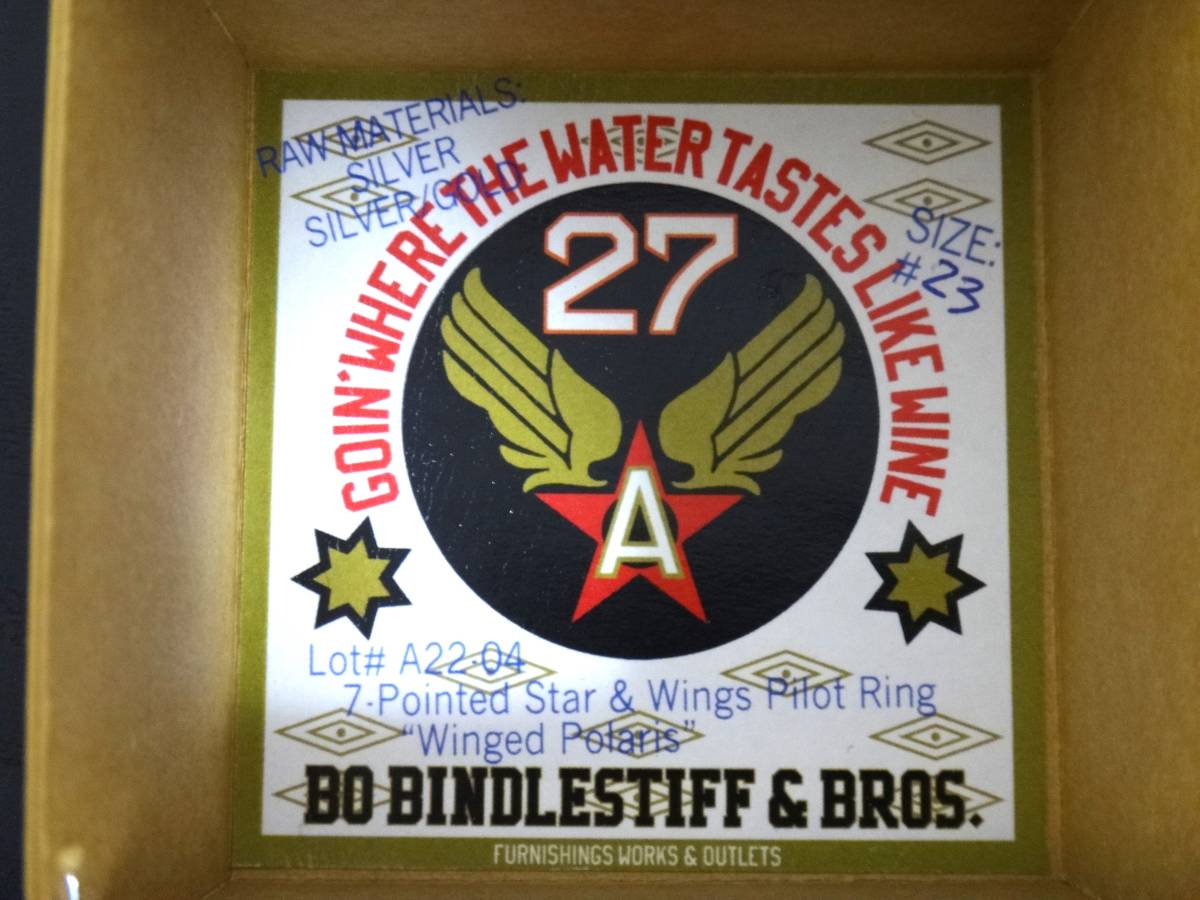 RAW MATERIALS:
SILVER
SILVER/GOLD
GOIN' WHERE THE WATER TASTES LIKE WINE
SIZE:
#23
27
A
Lot# A22-04
7-Pointed Star & Wings Pilot Ring
“Winged Polaris”
BO BINDLESTIFF & BROS.
FURNISHINGS WORKS & OUTLETS